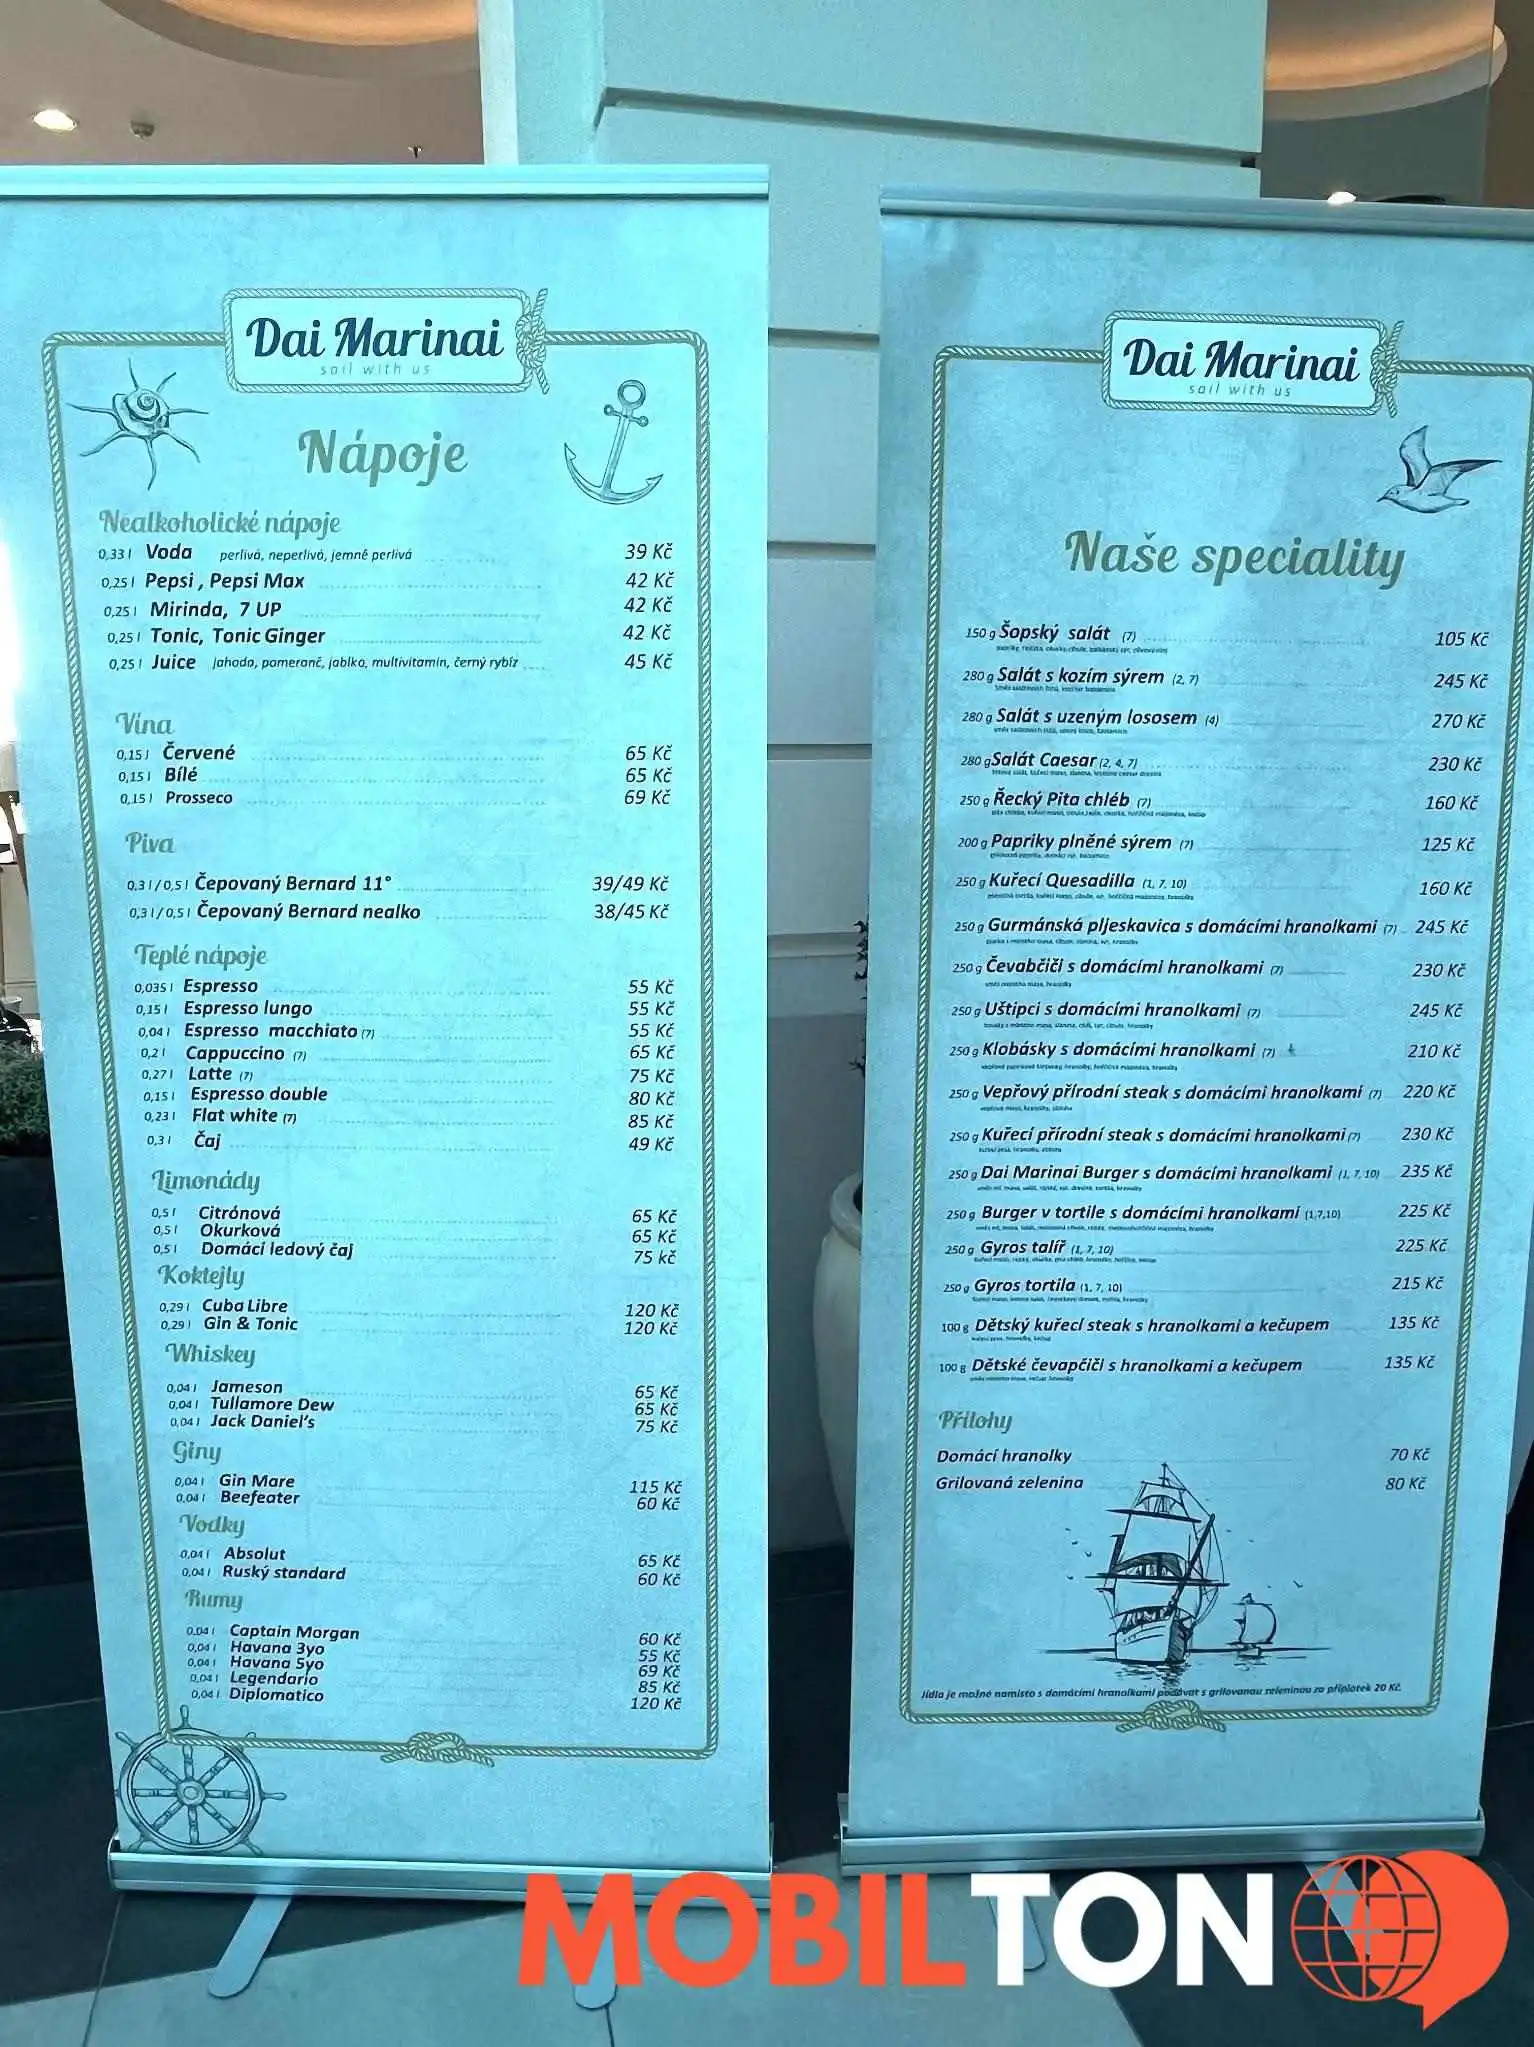 Dai Marinai
sail with us
Nápoje
Nealkoholické nápoje
0,33 l Voda perlivá, neperlivá, jemně perlivá 39 Kč
0,25 l Pepsi , Pepsi Max 42 Kč
0,25 l Mirinda, 7 UP 42 Kč
0,25 l Tonic, Tonic Ginger 42 Kč
0,25 l Juice Jahoda, pomeranč, jablko, multivitamin, černý rybíz 45 Kč
Vína
0,15 l Červené 65 Kč
0,15 l Bílé 65 Kč
0,15 l Prosseco 69 Kč
Piva
0,3 l / 0,5 l Čepovaný Bernard 11° 39/49 Kč
0,3 l / 0,5 l Čepovaný Bernard nealko 38/45 Kč
Teplé nápoje
0,035 l Espresso 55 Kč
0,15 l Espresso lungo 55 Kč
0,04 l Espresso macchiato (7) 55 Kč
0,2 l Cappuccino (7) 65 Kč
0,27 l Latte (7) 75 Kč
0,15 l Espresso double 80 Kč
0,23 l Flat white (7) 85 Kč
0,3 l Čaj 49 Kč
Limonády
0,5 l Citrónová 65 Kč
0,5 l Okurková 65 Kč
0,5 l Domácí ledový čaj 75 kč
Koktejly
0,29 l Cuba Libre 120 Kč
0,29 l Gin & Tonic 120 Kč
Whiskey
0,04 l Jameson 65 Kč
0,04 l Tullamore Dew 65 Kč
0,04 l Jack Daniel's 75 Kč
Giny
0,04 l Gin Mare 115 Kč
0,04 l Beefeater 60 Kč
Vodky
0,04 l Absolut 65 Kč
0,04 l Ruský standard 60 Kč
Rumy
0,04 l Captain Morgan 60 Kč
0,04 l Havana 3yo 55 Kč
0,04 l Havana 5yo 69 Kč
0,04 l Legendario 85 Kč
0,04 l Diplomatico 120 Kč
Dai Marinai
sail with us
Naše speciality
150 g Šopský salát (7) 105 Kč
280 g Salát s kozím sýrem (2, 7) 245 Kč
280 g Salát s uzeným lososem (4) 270 Kč
280 g Salát Caesar (2, 4, 7) 230 Kč
250 g Řecký Pita chléb (7) 160 Kč
200 g Papriky plněné sýrem (7) 125 Kč
250 g Kuřecí Quesadilla (1, 7, 10) 160 Kč
250 g Gurmánská pljeskavica s domácími hranolkami (7) 245 Kč
250 g Čevabčiči s domácími hranolkami (7) 230 Kč
250 g Uštipci s domácími hranolkami (7) 245 Kč
250 g Klobásky s domácími hranolkami (7) 210 Kč
250 g Vepřový přírodní steak s domácími hranolkami (7) 220 Kč
250 g Kuřecí přírodní steak s domácími hranolkami (7) 230 Kč
250 g Dai Marinai Burger s domácími hranolkami (1, 7, 10) 235 Kč
250 g Burger v tortile s domácími hranolkami (1,7,10) 225 Kč
250 g Gyros talíř (1, 7, 10) 225 Kč
250 g Gyros tortila (1, 7, 10) 215 Kč
100 g Dětský kuřecí steak s hranolkami a kečupem 135 Kč
100 g Dětské čevapčiči s hranolkami a kečupem 135 Kč
Přílohy
Domácí hranolky 70 Kč
Grilovaná zelenina 80 Kč
Jídla je možné namísto s domácími hranolkami podávat s grilovanou zeleninou za příplatek 20 Kč.
MOBILTON